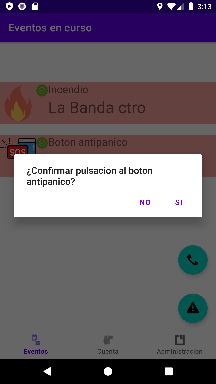 3:13
Eventos en curso
Incendio
La Banda ctro
Boton antipanico
SOS
¿Confirmar pulsacion al boton
antipanico?
NO
SI
Eventos
Cuenta
Administracion